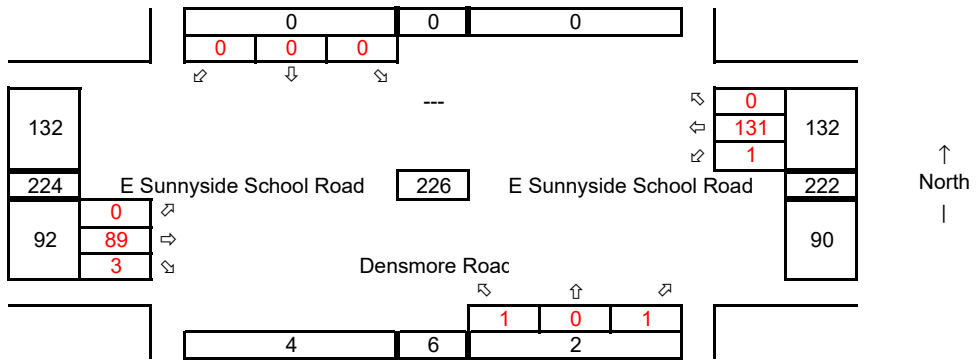 0 0 0
0 0 0
⬃ ⇩ ⬂
---
⬁ 0
132 ⇦ 131 132
⬃ 1
↑
224 E Sunnyside School Road 226 E Sunnyside School Road 222 North
|
0 ⬀
92 89 ⇨ 90
3 ⬂
Densmore Road
⬁ ⇧ ⬀
1 0 1
4 6 2